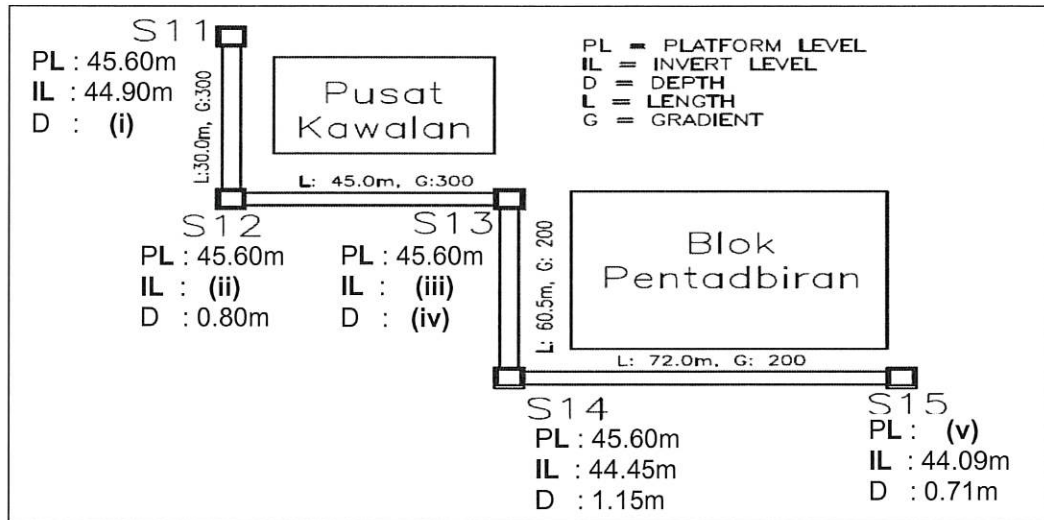 S11
PL : 45.60m
IL : 44.90m
D : (i)
L:30.0m, G:300
Pusat
Kawalan
PL = PLATFORM LEVEL
IL = INVERT LEVEL
D = DEPTH
L = LENGTH
G = GRADIENT
L: 45.0m, G:300
S12
PL : 45.60m
IL : (ii)
D : 0.80m
S13
PL : 45.60m
IL : (iii)
D : (iv)
L: 60.5m, G: 200
Blok
Pentadbiran
L: 72.0m, G: 200
S14
PL : 45.60m
IL : 44.45m
D : 1.15m
S15
PL : (v)
IL : 44.09m
D : 0.71m